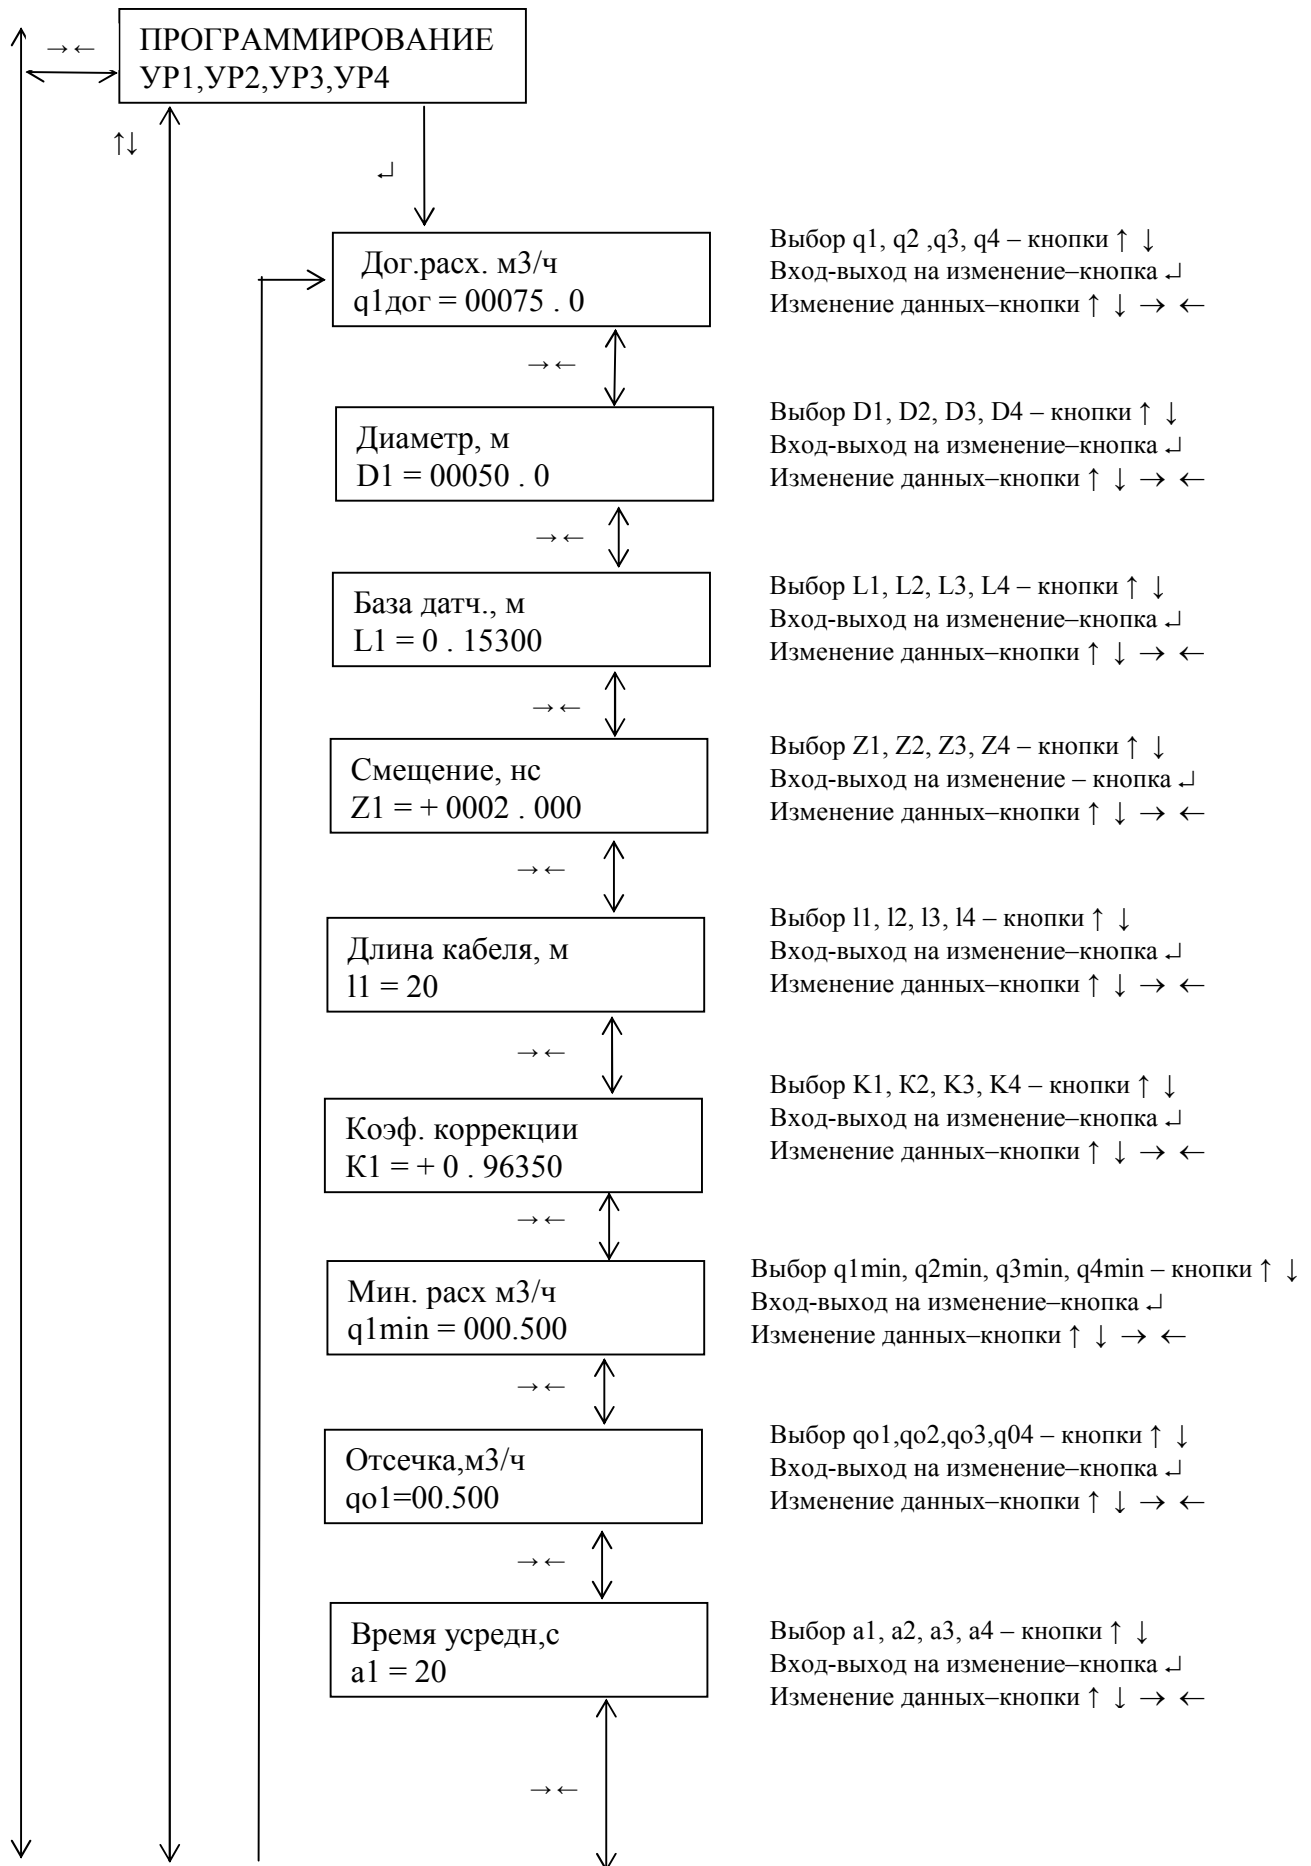 →←
ПРОГРАММИРОВАНИЕ
УР1,УР2,УР3,УР4
↑↓
↵
Дог.расх. м3/ч
q1дог = 00075 . 0
Выбор q1, q2 ,q3, q4 – кнопки ↑ ↓
Вход-выход на изменение–кнопка ↵
Изменение данных–кнопки ↑ ↓ → ←
→←
Диаметр, м
D1 = 00050 . 0
Выбор D1, D2, D3, D4 – кнопки ↑ ↓
Вход-выход на изменение–кнопка ↵
Изменение данных–кнопки ↑ ↓ → ←
→←
База датч., м
L1 = 0 . 15300
Выбор L1, L2, L3, L4 – кнопки ↑ ↓
Вход-выход на изменение–кнопка ↵
Изменение данных–кнопки ↑ ↓ → ←
→←
Смещение, нс
Z1 = + 0002 . 000
Выбор Z1, Z2, Z3, Z4 – кнопки ↑ ↓
Вход-выход на изменение – кнопка ↵
Изменение данных–кнопки ↑ ↓ → ←
→←
Длина кабеля, м
l1 = 20
Выбор l1, l2, l3, l4 – кнопки ↑ ↓
Вход-выход на изменение–кнопка ↵
Изменение данных–кнопки ↑ ↓ → ←
→←
Коэф. коррекции
К1 = + 0 . 96350
Выбор К1, К2, К3, К4 – кнопки ↑ ↓
Вход-выход на изменение–кнопка ↵
Изменение данных–кнопки ↑ ↓ → ←
→←
Мин. расх м3/ч
q1min = 000.500
Выбор q1min, q2min, q3min, q4min – кнопки ↑ ↓
Вход-выход на изменение–кнопка ↵
Изменение данных–кнопки ↑ ↓ → ←
→←
Отсечка,м3/ч
qo1=00.500
Выбор qo1,qo2,qo3,q04 – кнопки ↑ ↓
Вход-выход на изменение–кнопка ↵
Изменение данных–кнопки ↑ ↓ → ←
→←
Время усредн,с
a1 = 20
Выбор a1, a2, a3, a4 – кнопки ↑ ↓
Вход-выход на изменение–кнопка ↵
Изменение данных–кнопки ↑ ↓ → ←
→←